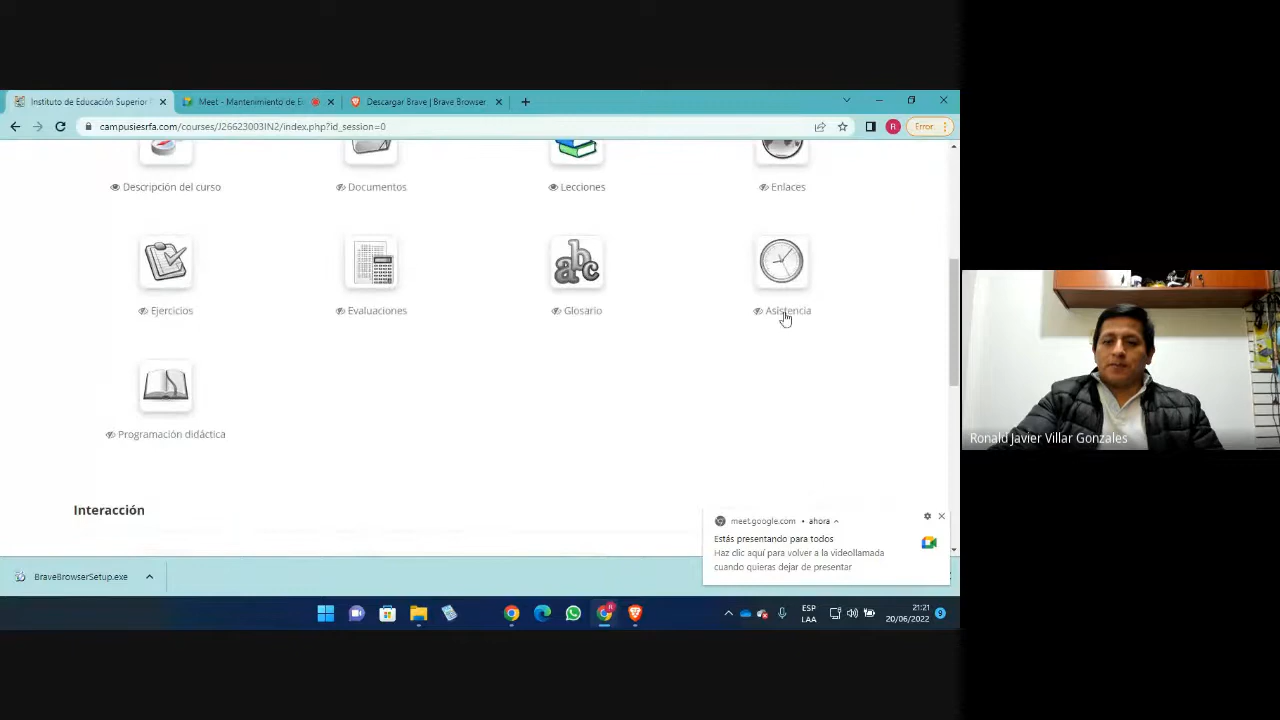 Instituto de Educación Superior
Meet - Mantenimiento de E
Descargar Brave | Brave Browser
campusiesrfa.com/courses/J26623003IN2/index.php?id_session=0
R
Error
Descripción del curso
Documentos
Lecciones
Enlaces
abc
Ejercicios
Evaluaciones
Glosario
Asistencia
Programación didáctica
Interacción
meet.google.com • ahora
Estás presentando para todos
Haz clic aquí para volver a la videollamada
cuando quieras dejar de presentar
BraveBrowserSetup.exe
ESP
LAA
21:21
20/06/2022
9
Ronald Javier Villar Gonzales